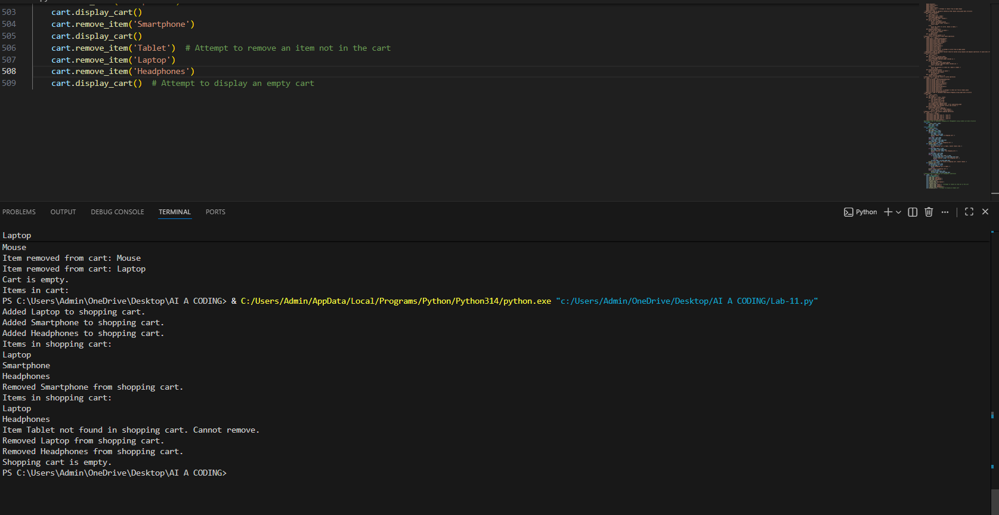 503 cart.display_cart()
504 cart.remove_item('Smartphone')
505 cart.display_cart()
506 cart.remove_item('Tablet')  # Attempt to remove an item not in the cart
507 cart.remove_item('Laptop')
508 cart.remove_item('Headphones')
509 cart.display_cart()  # Attempt to display an empty cart
PROBLEMS OUTPUT DEBUG CONSOLE TERMINAL PORTS Python
Laptop
Mouse
Item removed from cart: Mouse
Item removed from cart: Laptop
Cart is empty.
Items in cart:
PS C:\Users\Admin\OneDrive\Desktop\AI A CODING> & C:/Users/Admin/AppData/Local/Programs/Python/Python314/python.exe "c:/Users/Admin/OneDrive/Desktop/AI A CODING/Lab-11.py"
Added Laptop to shopping cart.
Added Smartphone to shopping cart.
Added Headphones to shopping cart.
Items in shopping cart:
Laptop
Smartphone
Headphones
Removed Smartphone from shopping cart.
Items in shopping cart:
Laptop
Headphones
Item Tablet not found in shopping cart. Cannot remove.
Removed Laptop from shopping cart.
Removed Headphones from shopping cart.
Shopping cart is empty.
PS C:\Users\Admin\OneDrive\Desktop\AI A CODING>